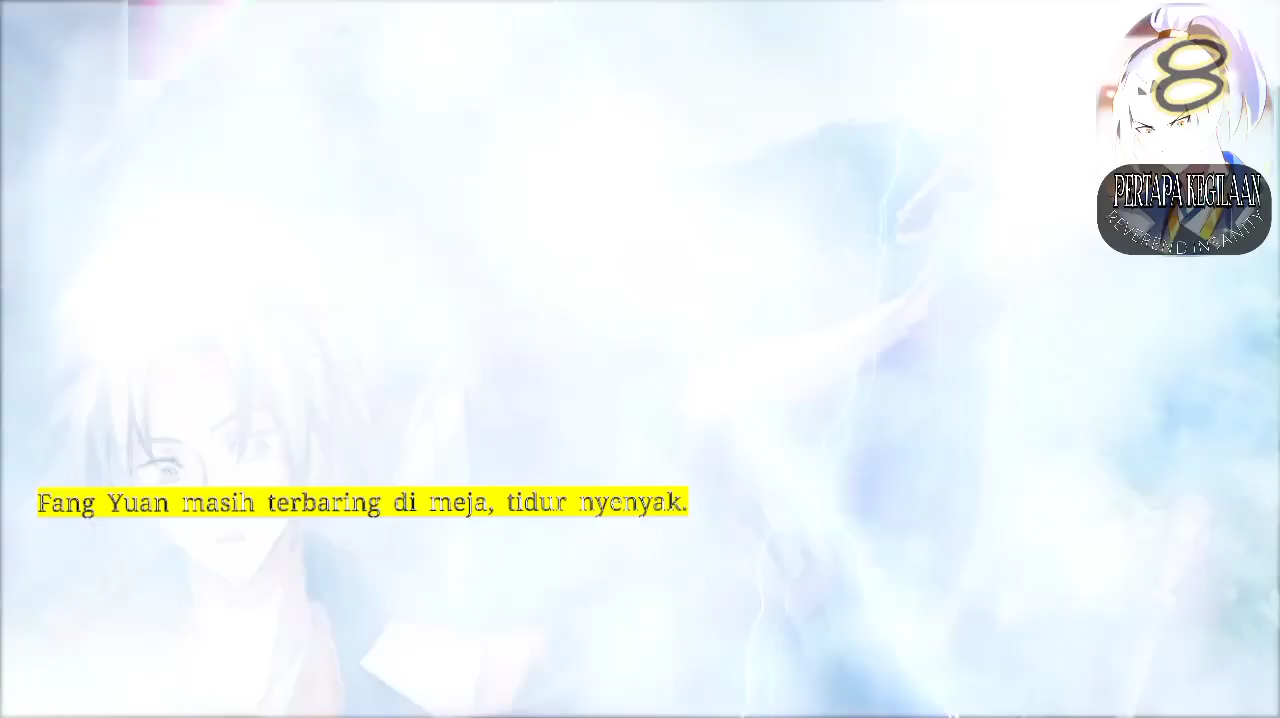 8
PERTAPA KEGILAAN
REVEREND INSANITY
Fang Yuan masih terbaring di meja, tidur nyenyak.